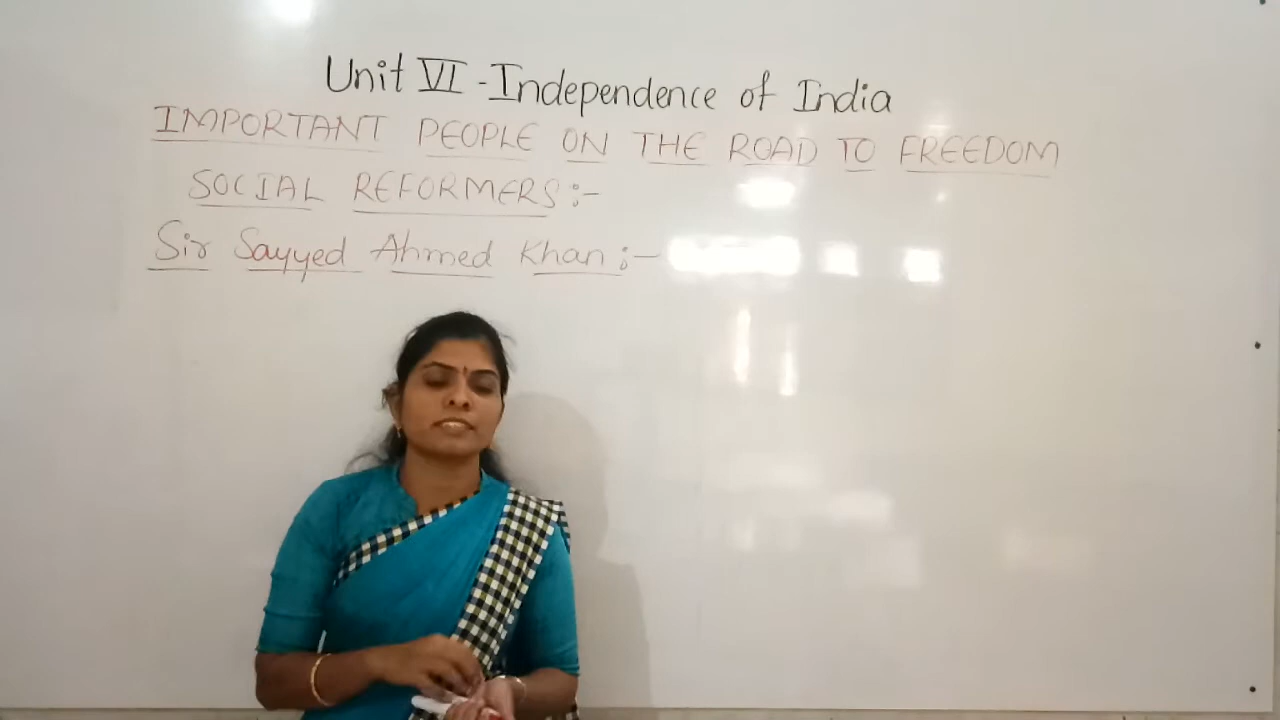 Unit VI - Independence of India
IMPORTANT PEOPLE ON THE ROAD TO FREEDOM
SOCIAL REFORMERS :-
Sir Sayyed Ahmed Khan :-